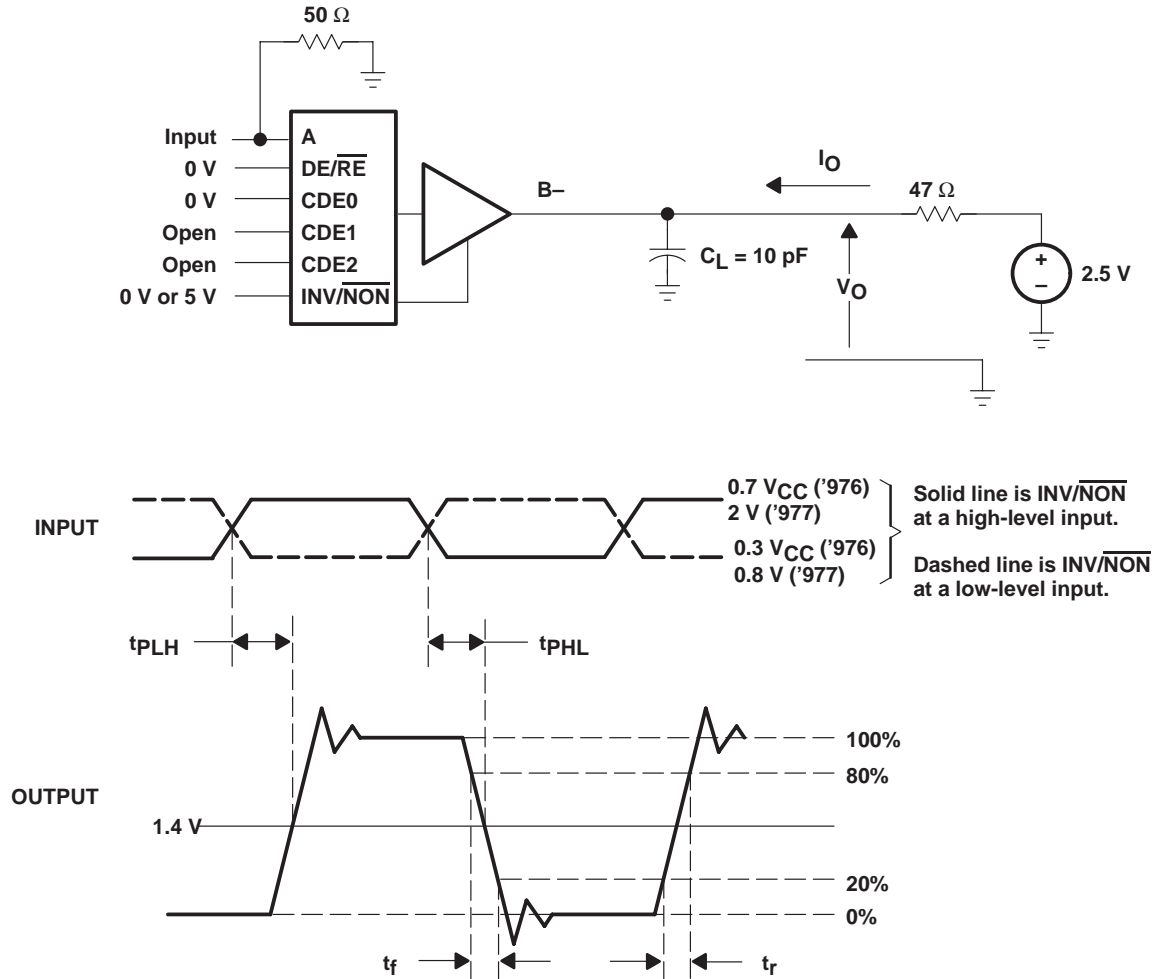 50 Ω
Input
A
0 V
DE/RE
0 V
CDE0
Open
CDE1
Open
CDE2
0 V or 5 V
INV/NON
B–
IO
47 Ω
CL = 10 pF
VO
+
–
2.5 V
INPUT
0.7 VCC ('976)
2 V ('977)
0.3 VCC ('976)
0.8 V ('977)
Solid line is INV/NON
at a high-level input.
Dashed line is INV/NON
at a low-level input.
tPLH
tPHL
OUTPUT
1.4 V
100%
80%
20%
0%
tf
tr